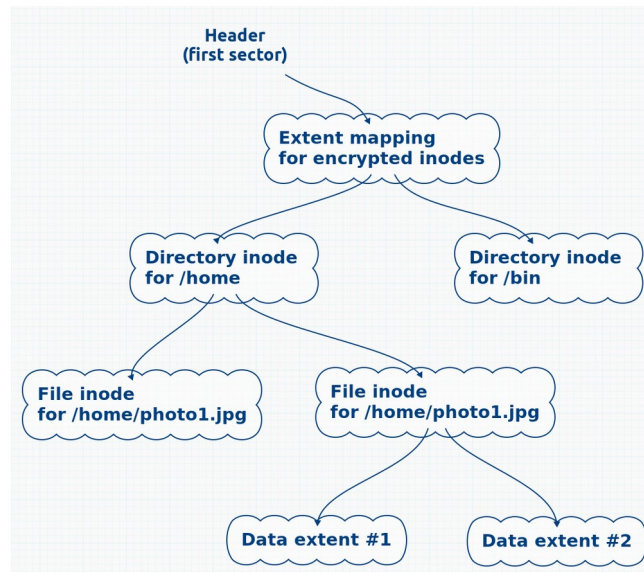 Header
(first sector)
Extent mapping
for encrypted inodes
Directory inode
for /home
Directory inode
for /bin
File inode
for /home/photo1.jpg
File inode
for /home/photo1.jpg
Data extent #1
Data extent #2